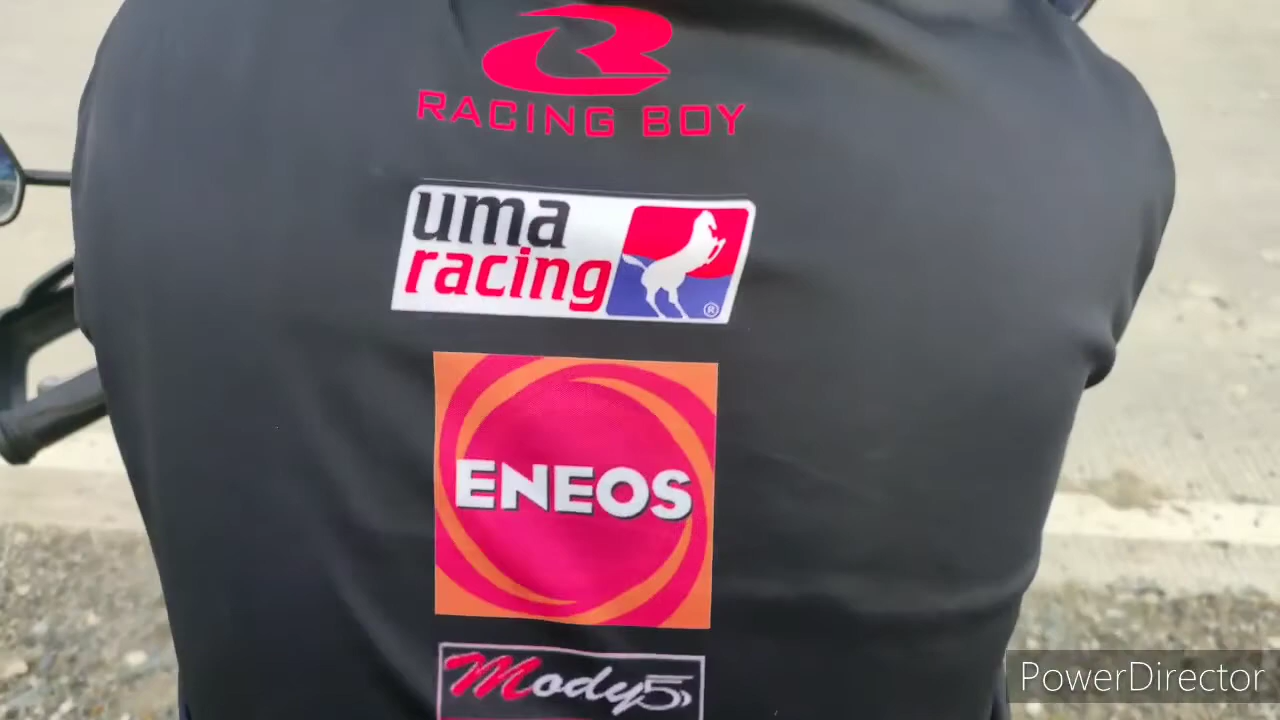 RACING BOY
uma
racing
®
ENEOS
Mody5
PowerDirector